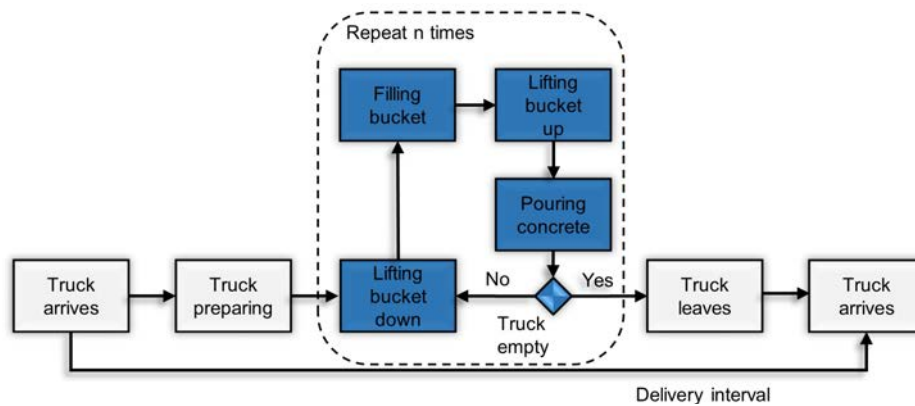 Repeat n times
Filling
bucket
Lifting
bucket
up
Pouring
concrete
Truck
arrives
Truck
preparing
Lifting
bucket
down
No
Yes
Truck
empty
Truck
leaves
Truck
arrives
Delivery interval